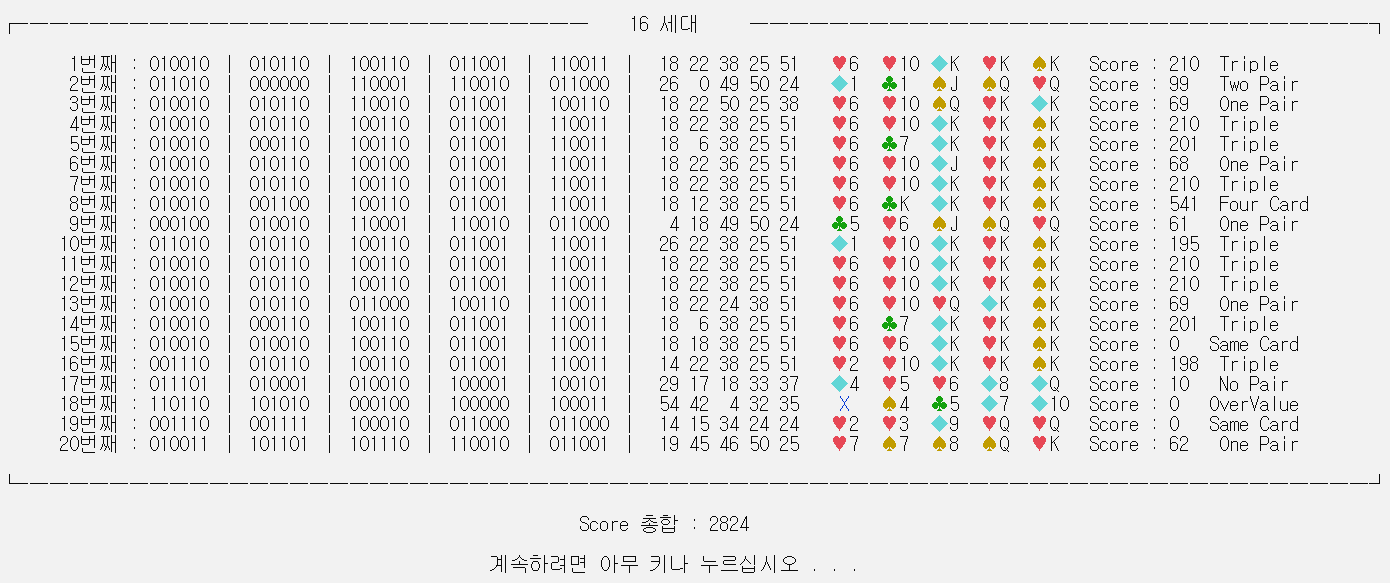 16 세대
1번째 : 010010 | 010110 | 100110 | 011001 | 110011 | 18 22 38 25 51 ♥6 ♥10 ◆K ♥K ♠K Score : 210 Triple
2번째 : 011010 | 000000 | 110001 | 110010 | 011000 | 26 0 49 50 24 ◆1 ♣1 ♠J ♠Q ♥Q Score : 99 Two Pair
3번째 : 010010 | 010110 | 110010 | 011001 | 100110 | 18 22 50 25 38 ♥6 ♥10 ♠Q ♥K ◆K Score : 69 One Pair
4번째 : 010010 | 010110 | 100110 | 011001 | 110011 | 18 22 38 25 51 ♥6 ♥10 ◆K ♥K ♠K Score : 210 Triple
5번째 : 010010 | 000110 | 100110 | 011001 | 110011 | 18 6 38 25 51 ♥6 ♣7 ◆K ♥K ♠K Score : 201 Triple
6번째 : 010010 | 010110 | 100100 | 011001 | 110011 | 18 22 36 25 51 ♥6 ♥10 ◆J ♥K ♠K Score : 68 One Pair
7번째 : 010010 | 010110 | 100110 | 011001 | 110011 | 18 22 38 25 51 ♥6 ♥10 ◆K ♥K ♠K Score : 210 Triple
8번째 : 010010 | 001100 | 100110 | 011001 | 110011 | 18 12 38 25 51 ♥6 ♣K ◆K ♥K ♠K Score : 541 Four Card
9번째 : 000100 | 010010 | 110001 | 110010 | 011000 | 4 18 49 50 24 ♣5 ♥6 ♠J ♠Q ♥Q Score : 61 One Pair
10번째 : 011010 | 010110 | 100110 | 011001 | 110011 | 26 22 38 25 51 ◆1 ♥10 ◆K ♥K ♠K Score : 195 Triple
11번째 : 010010 | 010110 | 100110 | 011001 | 110011 | 18 22 38 25 51 ♥6 ♥10 ◆K ♥K ♠K Score : 210 Triple
12번째 : 010010 | 010110 | 100110 | 011001 | 110011 | 18 22 38 25 51 ♥6 ♥10 ◆K ♥K ♠K Score : 210 Triple
13번째 : 010010 | 010110 | 011000 | 100110 | 110011 | 18 22 24 38 51 ♥6 ♥10 ♥Q ◆K ♠K Score : 69 One Pair
14번째 : 010010 | 000110 | 100110 | 011001 | 110011 | 18 6 38 25 51 ♥6 ♣7 ◆K ♥K ♠K Score : 201 Triple
15번째 : 010010 | 010010 | 100110 | 011001 | 110011 | 18 18 38 25 51 ♥6 ♥6 ◆K ♥K ♠K Score : 0 Same Card
16번째 : 001110 | 010110 | 100110 | 011001 | 110011 | 14 22 38 25 51 ♥2 ♥10 ◆K ♥K ♠K Score : 198 Triple
17번째 : 011101 | 010001 | 010010 | 100001 | 100101 | 29 17 18 33 37 ◆4 ♥5 ♥6 ◆8 ◆Q Score : 10 No Pair
18번째 : 110110 | 101010 | 000100 | 100000 | 100011 | 54 42 4 32 35 X ♠4 ♣5 ◆7 ◆10 Score : 0 OverValue
19번째 : 001110 | 001111 | 100010 | 011000 | 011000 | 14 15 34 24 24 ♥2 ♥3 ◆9 ♥Q ♥Q Score : 0 Same Card
20번째 : 010011 | 101101 | 101110 | 110010 | 011001 | 19 45 46 50 25 ♥7 ♠7 ♠8 ♠Q ♥K Score : 62 One Pair
Score 총합 : 2824
계속하려면 아무 키나 누르십시오 . . .